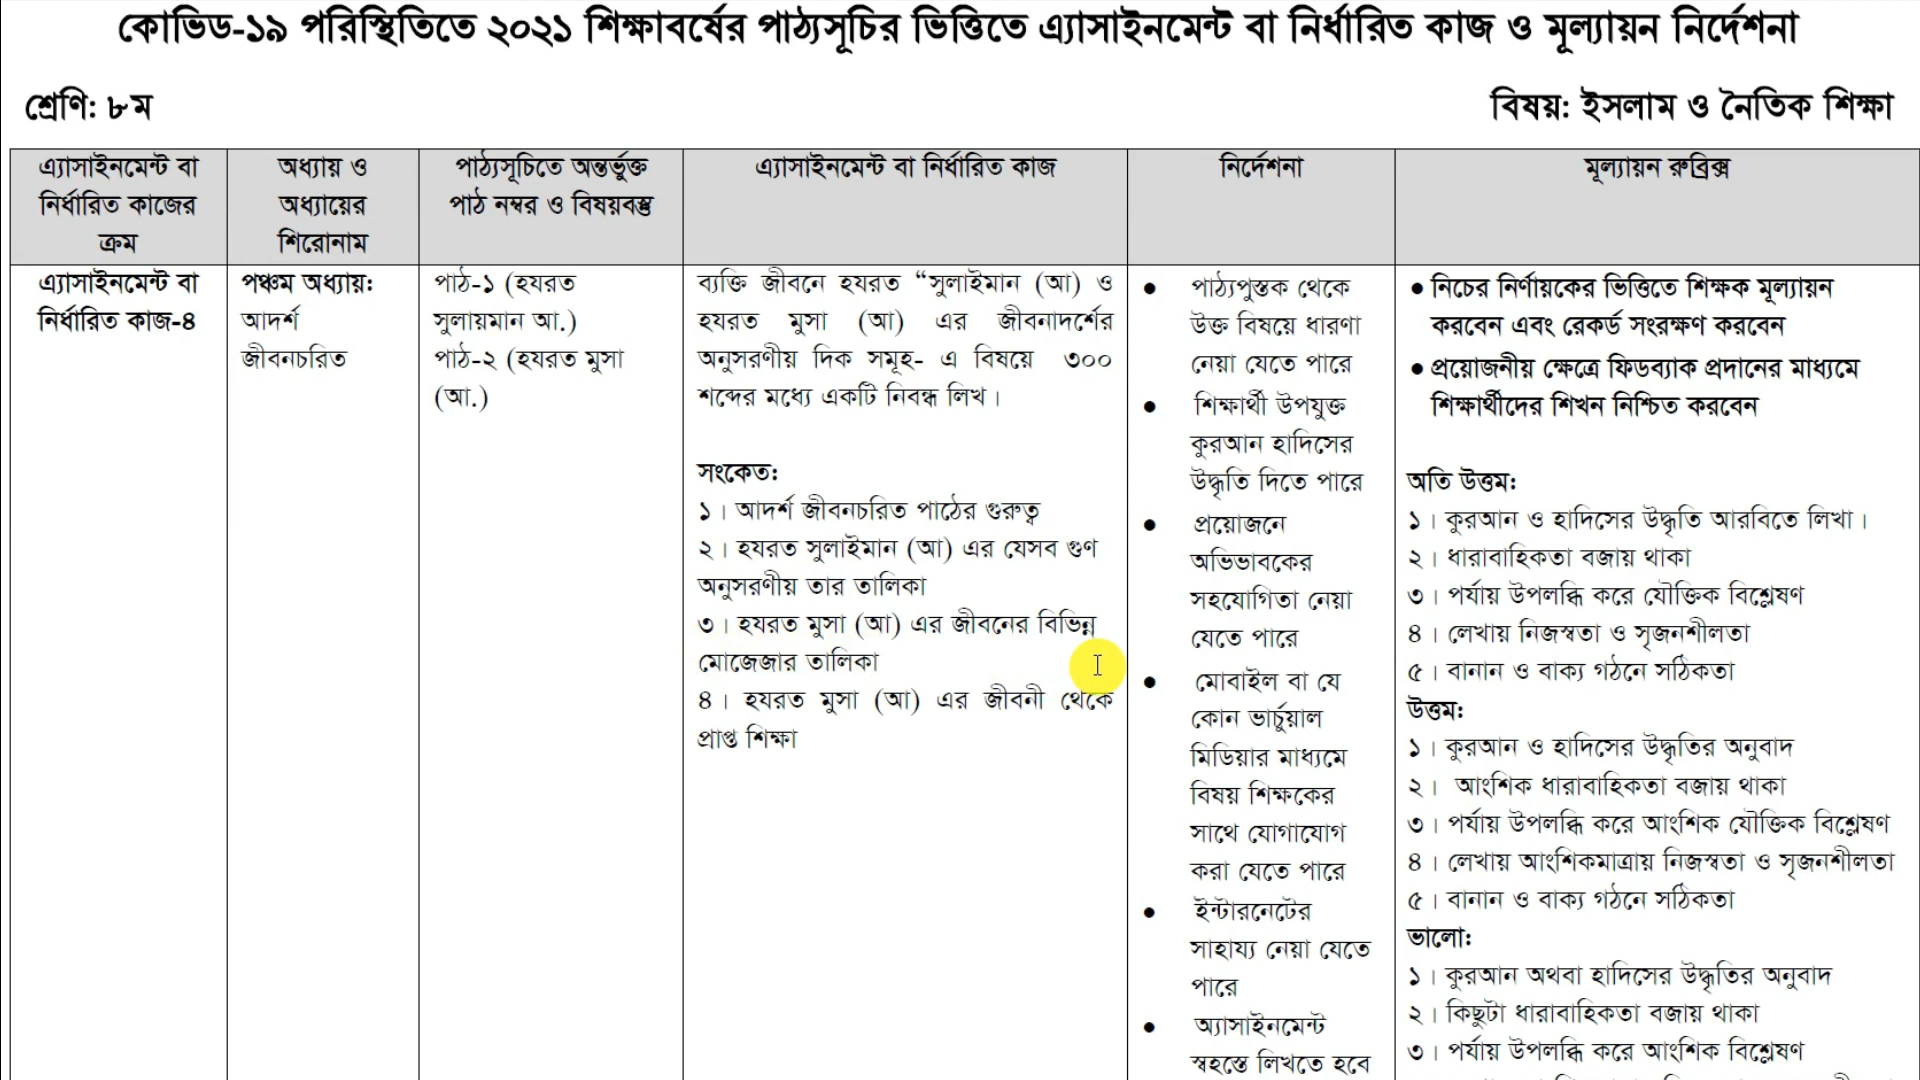 কোভিড-১৯ পরিস্থিতিতে ২০২১ শিক্ষাবর্ষের পাঠ্যসূচির ভিত্তিতে এ্যাসাইনমেন্ট বা নির্ধারিত কাজ ও মূল্যায়ন নির্দেশনা
শ্রেণি: ৮ম
বিষয়: ইসলাম ও নৈতিক শিক্ষা
এ্যাসাইনমেন্ট বা
নির্ধারিত কাজের
ক্রম
অধ্যায় ও
অধ্যায়ের
শিরোনাম
পাঠ্যসূচিতে অন্তর্ভুক্ত
পাঠ নম্বর ও বিষয়বস্তু
এ্যাসাইনমেন্ট বা নির্ধারিত কাজ
নির্দেশনা
মূল্যায়ন রুব্রিক্স
এ্যাসাইনমেন্ট বা
নির্ধারিত কাজ-৪
পঞ্চম অধ্যায়:
আদর্শ
জীবনচরিত
পাঠ-১ (হযরত
সুলায়মান আ.)
পাঠ-২ (হযরত মুসা
(আ.)
ব্যক্তি জীবনে হযরত “সুলাইমান (আ) ও
হযরত মুসা (আ) এর জীবনাদর্শের
অনুসরণীয় দিক সমূহ- এ বিষয়ে ৩০০
শব্দের মধ্যে একটি নিবন্ধ লিখ।
সংকেত:
১। আদর্শ জীবনচরিত পাঠের গুরুত্ব
২। হযরত সুলাইমান (আ) এর যেসব গুণ
অনুসরণীয় তার তালিকা
৩। হযরত মুসা (আ) এর জীবনের বিভিন্ন
মোজেজার তালিকা
৪। হযরত মুসা (আ) এর জীবনী থেকে
প্রাপ্ত শিক্ষা
● পাঠ্যপুস্তক থেকে
উক্ত বিষয়ে ধারণা
নেয়া যেতে পারে
● শিক্ষার্থী উপযুক্ত
কুরআন হাদিসের
উদ্ধৃতি দিতে পারে
● প্রয়োজনে
অভিভাবকের
সহযোগিতা নেয়া
যেতে পারে
● মোবাইল বা যে
কোন ভার্চুয়াল
মিডিয়ার মাধ্যমে
বিষয় শিক্ষকের
সাথে যোগাযোগ
করা যেতে পারে
● ইন্টারনেটের
সাহায্য নেয়া যেতে
পারে
● অ্যাসাইনমেন্ট
স্বহস্তে লিখতে হবে
● নিচের নির্ণায়কের ভিত্তিতে শিক্ষক মূল্যায়ন
করবেন এবং রেকর্ড সংরক্ষণ করবেন
● প্রয়োজনীয় ক্ষেত্রে ফিডব্যাক প্রদানের মাধ্যমে
শিক্ষার্থীদের শিখন নিশ্চিত করবেন
অতি উত্তম:
১। কুরআন ও হাদিসের উদ্ধৃতি আরবিতে লিখা।
২। ধারাবাহিকতা বজায় থাকা
৩। পর্যায় উপলব্ধি করে যৌক্তিক বিশ্লেষণ
৪। লেখায় নিজস্বতা ও সৃজনশীলতা
৫। বানান ও বাক্য গঠনে সঠিকতা
উত্তম:
১। কুরআন ও হাদিসের উদ্ধৃতির অনুবাদ
২। আংশিক ধারাবাহিকতা বজায় থাকা
৩। পর্যায় উপলব্ধি করে আংশিক যৌক্তিক বিশ্লেষণ
৪। লেখায় আংশিকমাত্রায় নিজস্বতা ও সৃজনশীলতা
৫। বানান ও বাক্য গঠনে সঠিকতা
ভালো:
১। কুরআন অথবা হাদিসের উদ্ধৃতির অনুবাদ
২। কিছুটা ধারাবাহিকতা বজায় থাকা
৩। পর্যায় উপলব্ধি করে আংশিক বিশ্লেষণ